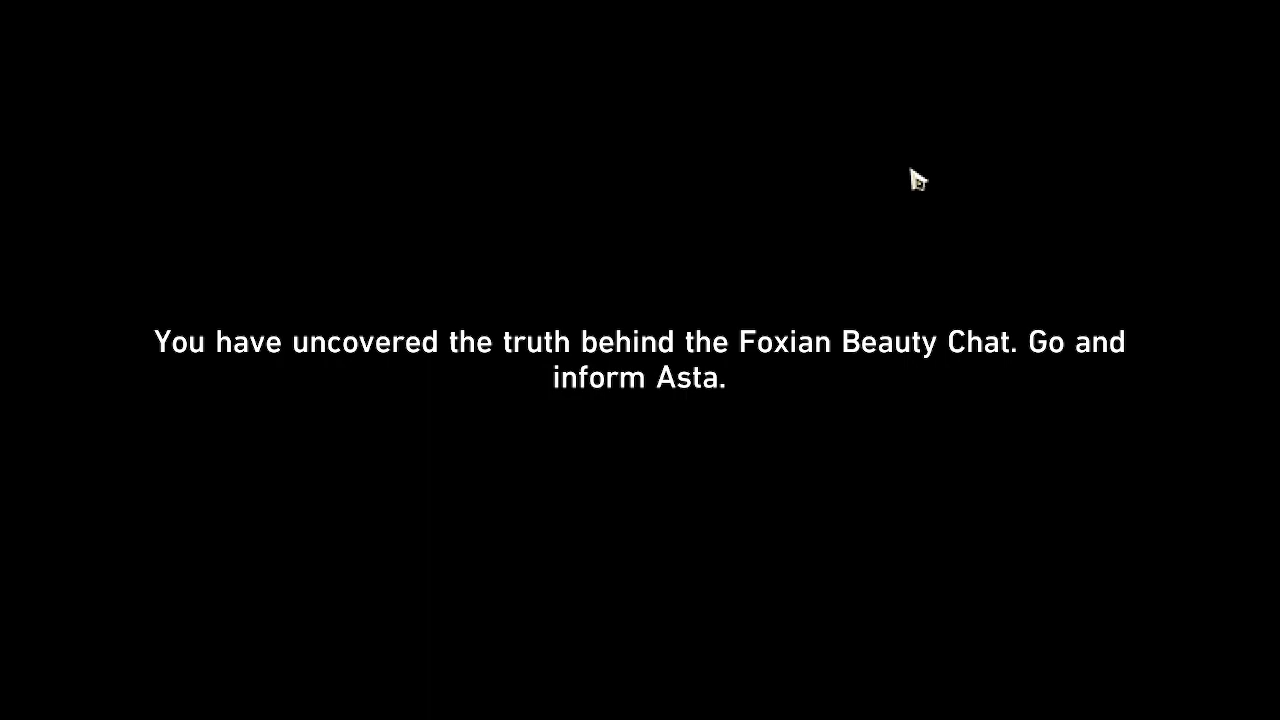 You have uncovered the truth behind the Foxian Beauty Chat. Go and
inform Asta.